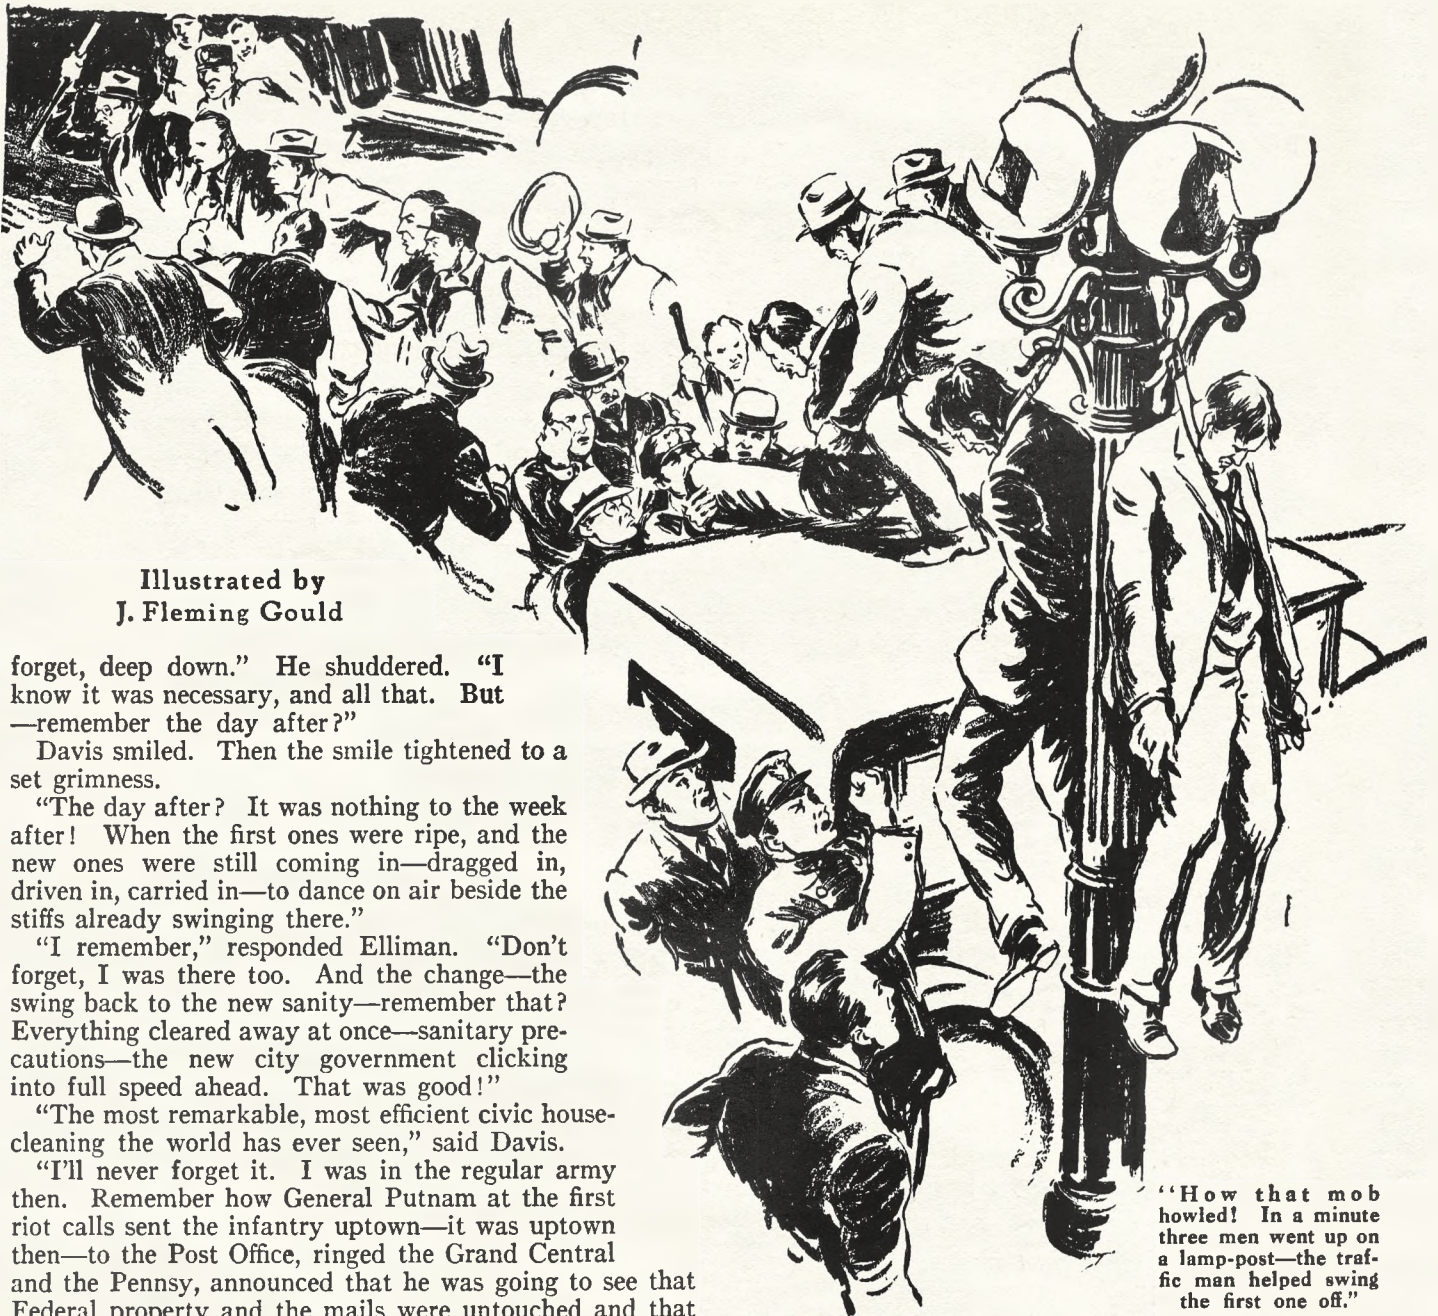 Illustrated by
J. Fleming Gould
forget, deep down.” He shuddered. “I
know it was necessary, and all that. But
—remember the day after?”
Davis smiled. Then the smile tightened to a
set grimness.
“The day after? It was nothing to the week
after! When the first ones were ripe, and the
new ones were still coming in—dragged in,
driven in, carried in—to dance on air beside the
stiffs already swinging there.”
“I remember,” responded Elliman. “Don’t
forget, I was there too. And the change—the
swing back to the new sanity—remember that?
Everything cleared away at once—sanitary pre-
cautions—the new city government clicking
into full speed ahead. That was good!”
“The most remarkable, most efficient civic house-
cleaning the world has ever seen,” said Davis.
“I’ll never forget it. I was in the regular army
then. Remember how General Putnam at the first
riot calls sent the infantry uptown—it was uptown
then—to the Post Office, ringed the Grand Central
and the Pennsy, announced that he was going to see that
Federal property and the mails were untouched and that
“How that mob
howled! In a minute
three men went up on
a lamp-post—the traf-
fic man helped swing
the first one off.”